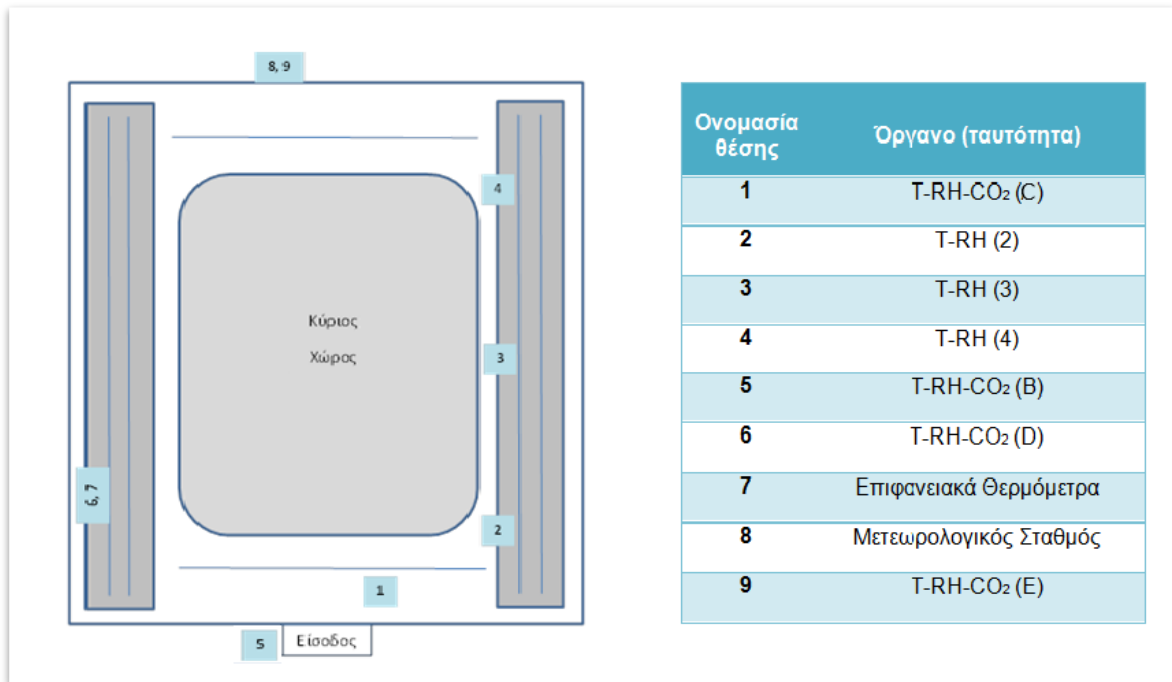 8, 9
4
Κύριος
Χώρος
3
6, 7
2
1
5
Είσοδος
Ονομασία θέσης Όργανο (ταυτότητα)
1 T-RH-CO₂ (C)
2 T-RH (2)
3 T-RH (3)
4 T-RH (4)
5 T-RH-CO₂ (B)
6 T-RH-CO₂ (D)
7 Επιφανειακά Θερμόμετρα
8 Μετεωρολογικός Σταθμός
9 T-RH-CO₂ (E)